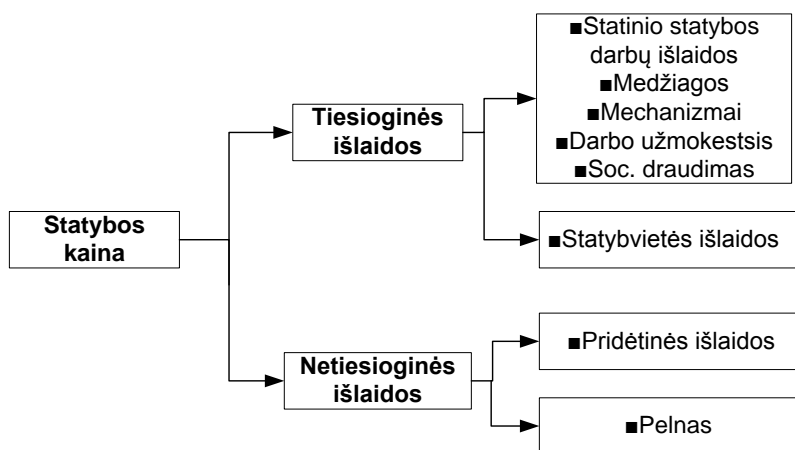 ■Statinio statybos
darbų išlaidos
■Medžiagos
■Mechanizmai
■Darbo užmokestsis
■Soc. draudimas
Tiesioginės
išlaidos
Statybos
kaina
■Statybvietės išlaidos
Netiesioginės
išlaidos
■Pridėtinės išlaidos
■Pelnas